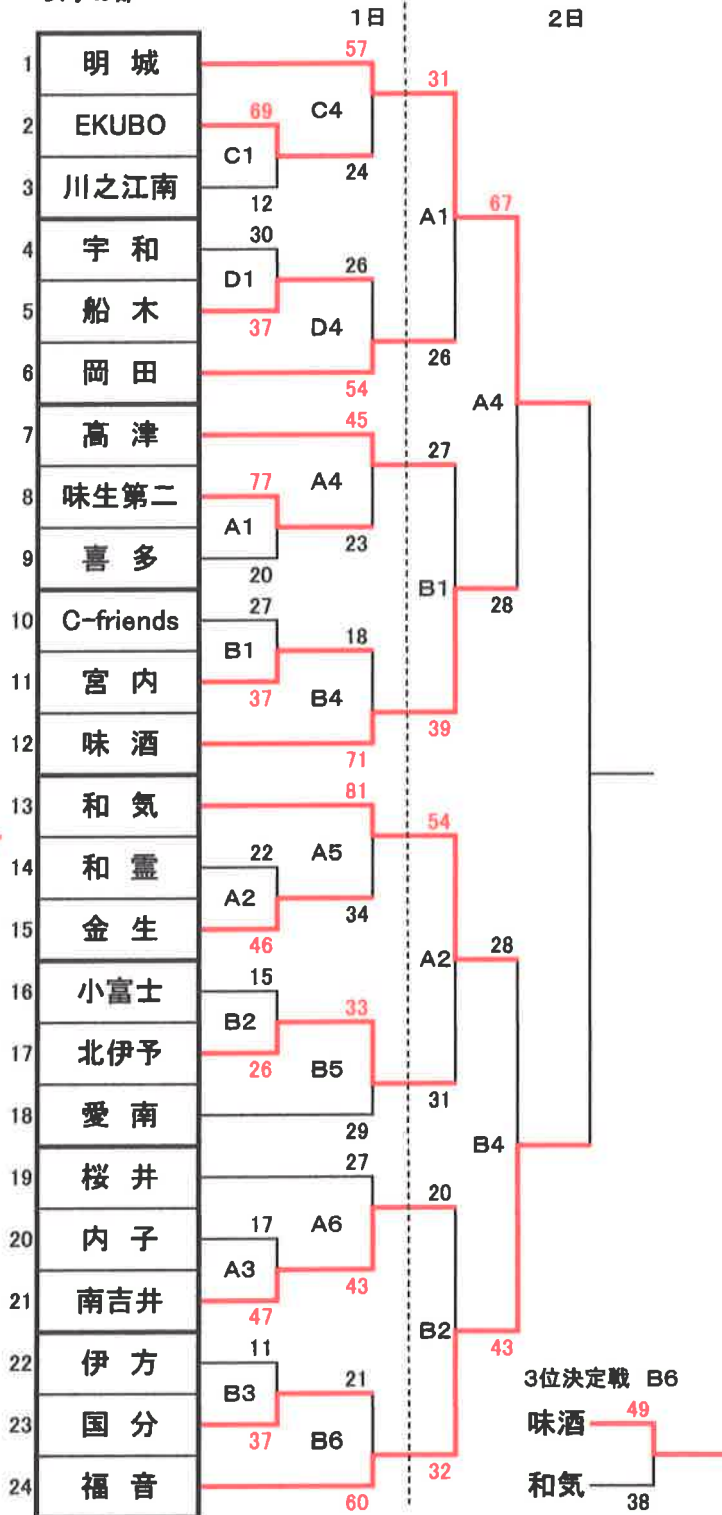 1日 2日
1 明城 57 31
2 EKUBO 69 C4
C1
3 川之江南 12 24
A1 67
4 宇和 30 26
D1
5 船木 37 D4
6 岡田 54 26
A4
7 高津 45 27
8 味生第二 77 A4
A1
9 喜多 20 23
B1 28
10 C-friends 27 18
B1
11 宮内 37 B4
12 味酒 71 39
13 和気 81 54
14 和霊 22 A5
A2
15 金生 46 34
A2 28
16 小富士 15 33
B2
17 北伊予 26 B5
18 愛南 29 31
B4
19 桜井 27 20
20 内子 17 A6
A3
21 南吉井 47 43
B2 43
22 伊方 11 21
B3
23 国分 37 B6
24 福音 60 32
3位決定戦 B6
味酒 49
和気 38